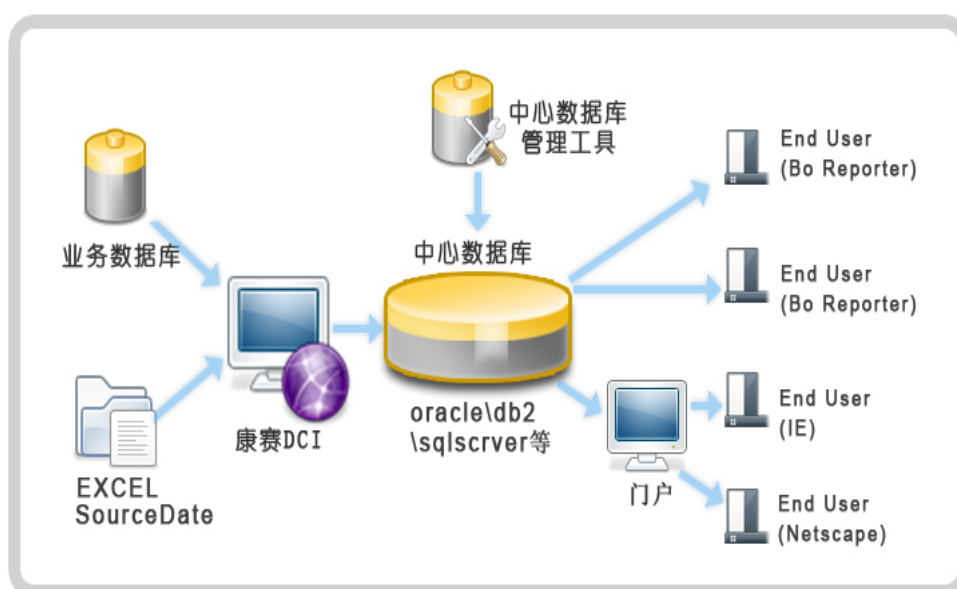 中心数据库
管理工具
End User
(Bo Reporter)
业务数据库
中心数据库
End User
(Bo Reporter)
康赛DCI
oracle\db2
\sqlscrver等
End User
(IE)
EXCEL
SourceDate
门户
End User
(Netscape)